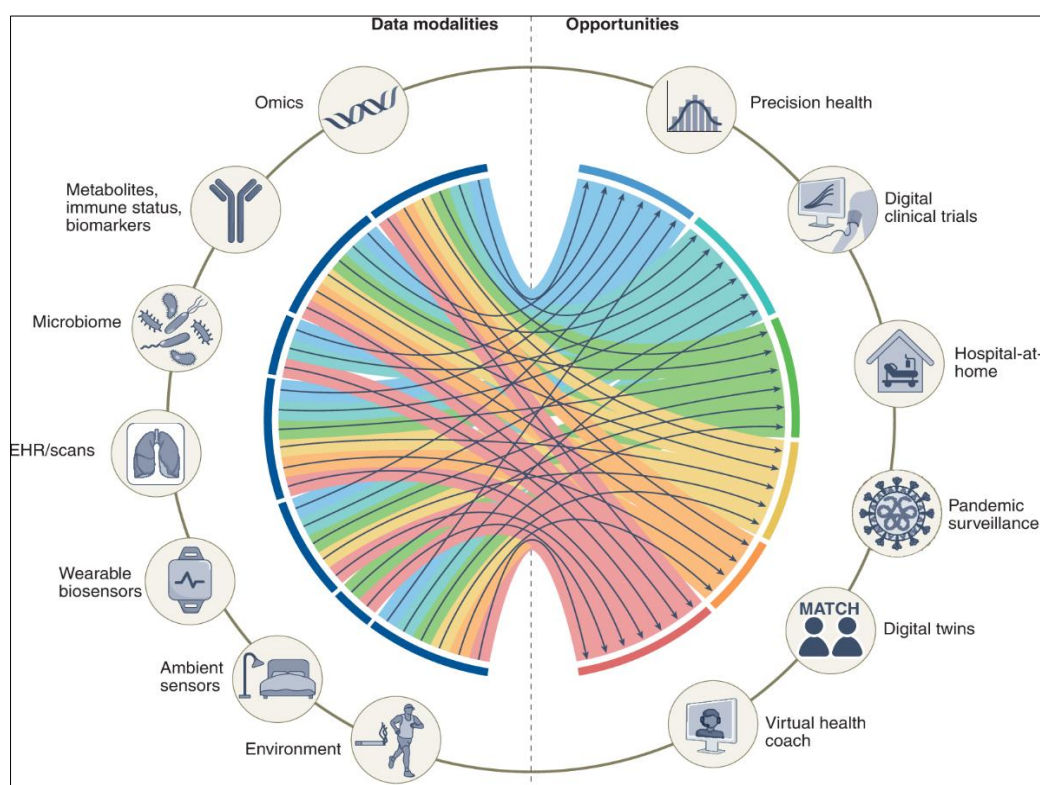 Data modalities
Opportunities
Omics
Metabolites,
immune status,
biomarkers
Microbiome
EHR/scans
Wearable
biosensors
Ambient
sensors
Environment
Precision health
Digital
clinical trials
Hospital-at-
home
Pandemic
surveillance
MATCH
Digital twins
Virtual health
coach